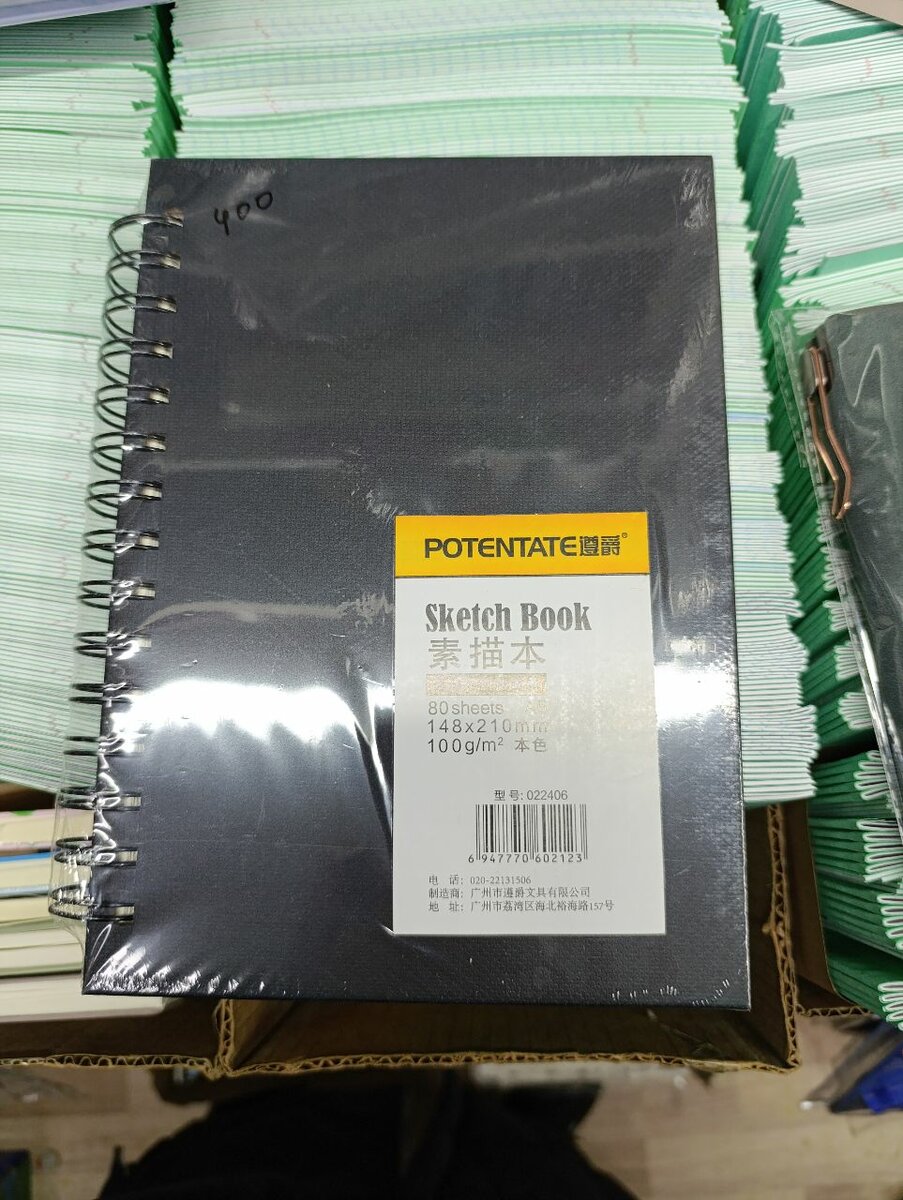 400
POTENTATE遵爵®
Sketch Book
素描本
80sheets
148x210mm
100g/m² 本色
型号: 022406
6 947770 602123
电 话: 020-22131506
制造商: 广州市遵爵文具有限公司
地 址: 广州市荔湾区海北裕海路157号